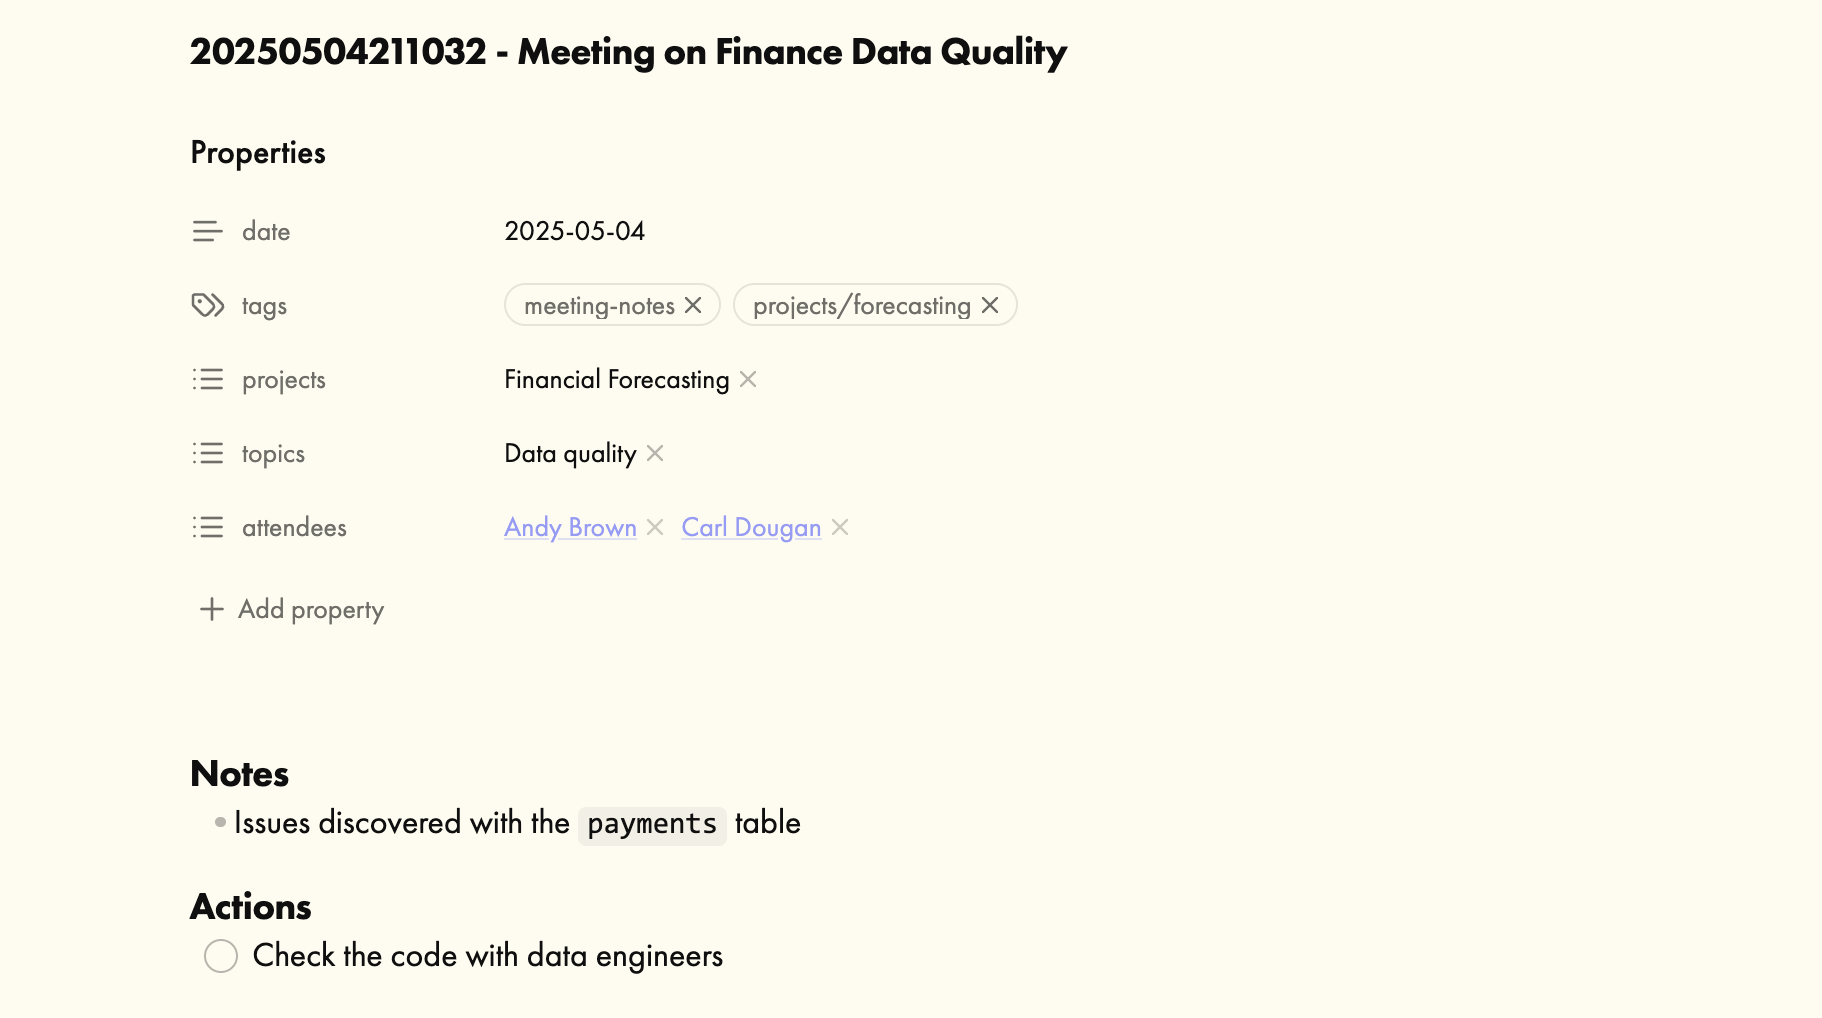 20250504211032 - Meeting on Finance Data Quality
Properties
date 2025-05-04
tags meeting-notes projects/forecasting
projects Financial Forecasting
topics Data quality
attendees Andy Brown Carl Dougan
Add property
Notes
Issues discovered with the payments table
Actions
Check the code with data engineers